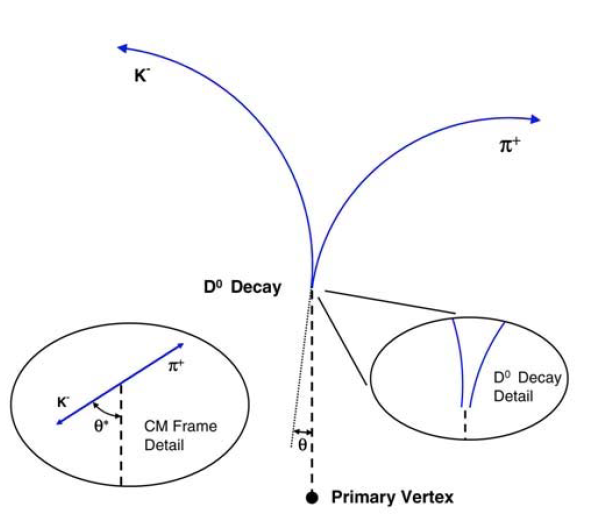 K⁻
π⁺
D⁰ Decay
π⁺
K⁻
θ*
CM Frame
Detail
D⁰ Decay
Detail
θ
Primary Vertex